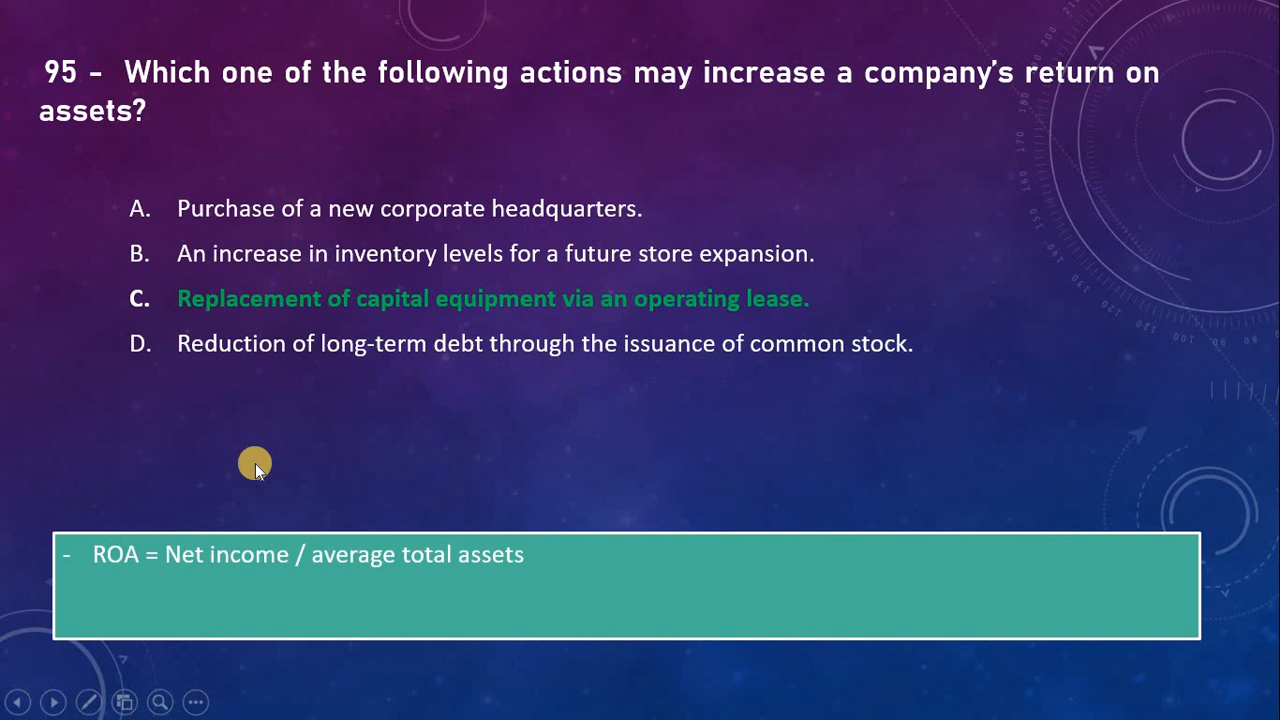 95 - Which one of the following actions may increase a company's return on
assets?
A. Purchase of a new corporate headquarters.
B. An increase in inventory levels for a future store expansion.
C. Replacement of capital equipment via an operating lease.
D. Reduction of long-term debt through the issuance of common stock.
- ROA = Net income / average total assets